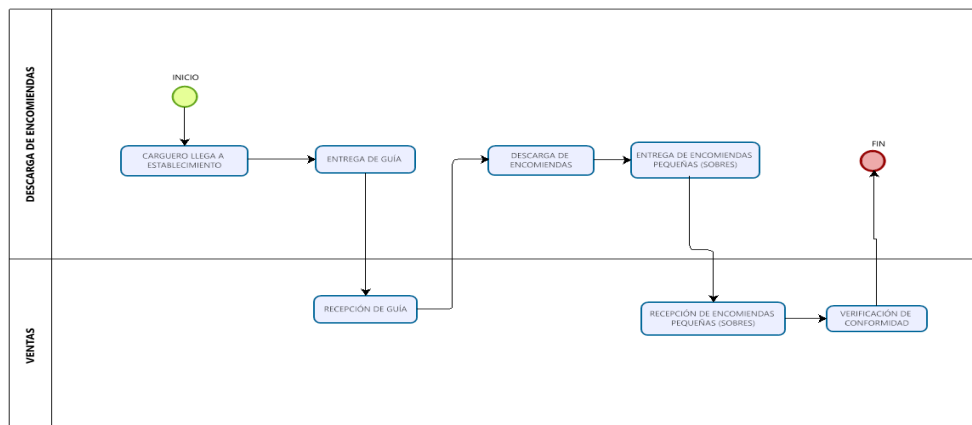 DESCARGA DE ENCOMIENDAS
INICIO
CARGUERO LLEGA A
ESTABLECIMIENTO
ENTREGA DE GUÍA
DESCARGA DE
ENCOMIENDAS
ENTREGA DE ENCOMIENDAS
PEQUEÑAS (SOBRES)
FIN
VENTAS
RECEPCIÓN DE GUÍA
RECEPCIÓN DE ENCOMIENDAS
PEQUEÑAS (SOBRES)
VERIFICACIÓN DE
CONFORMIDAD